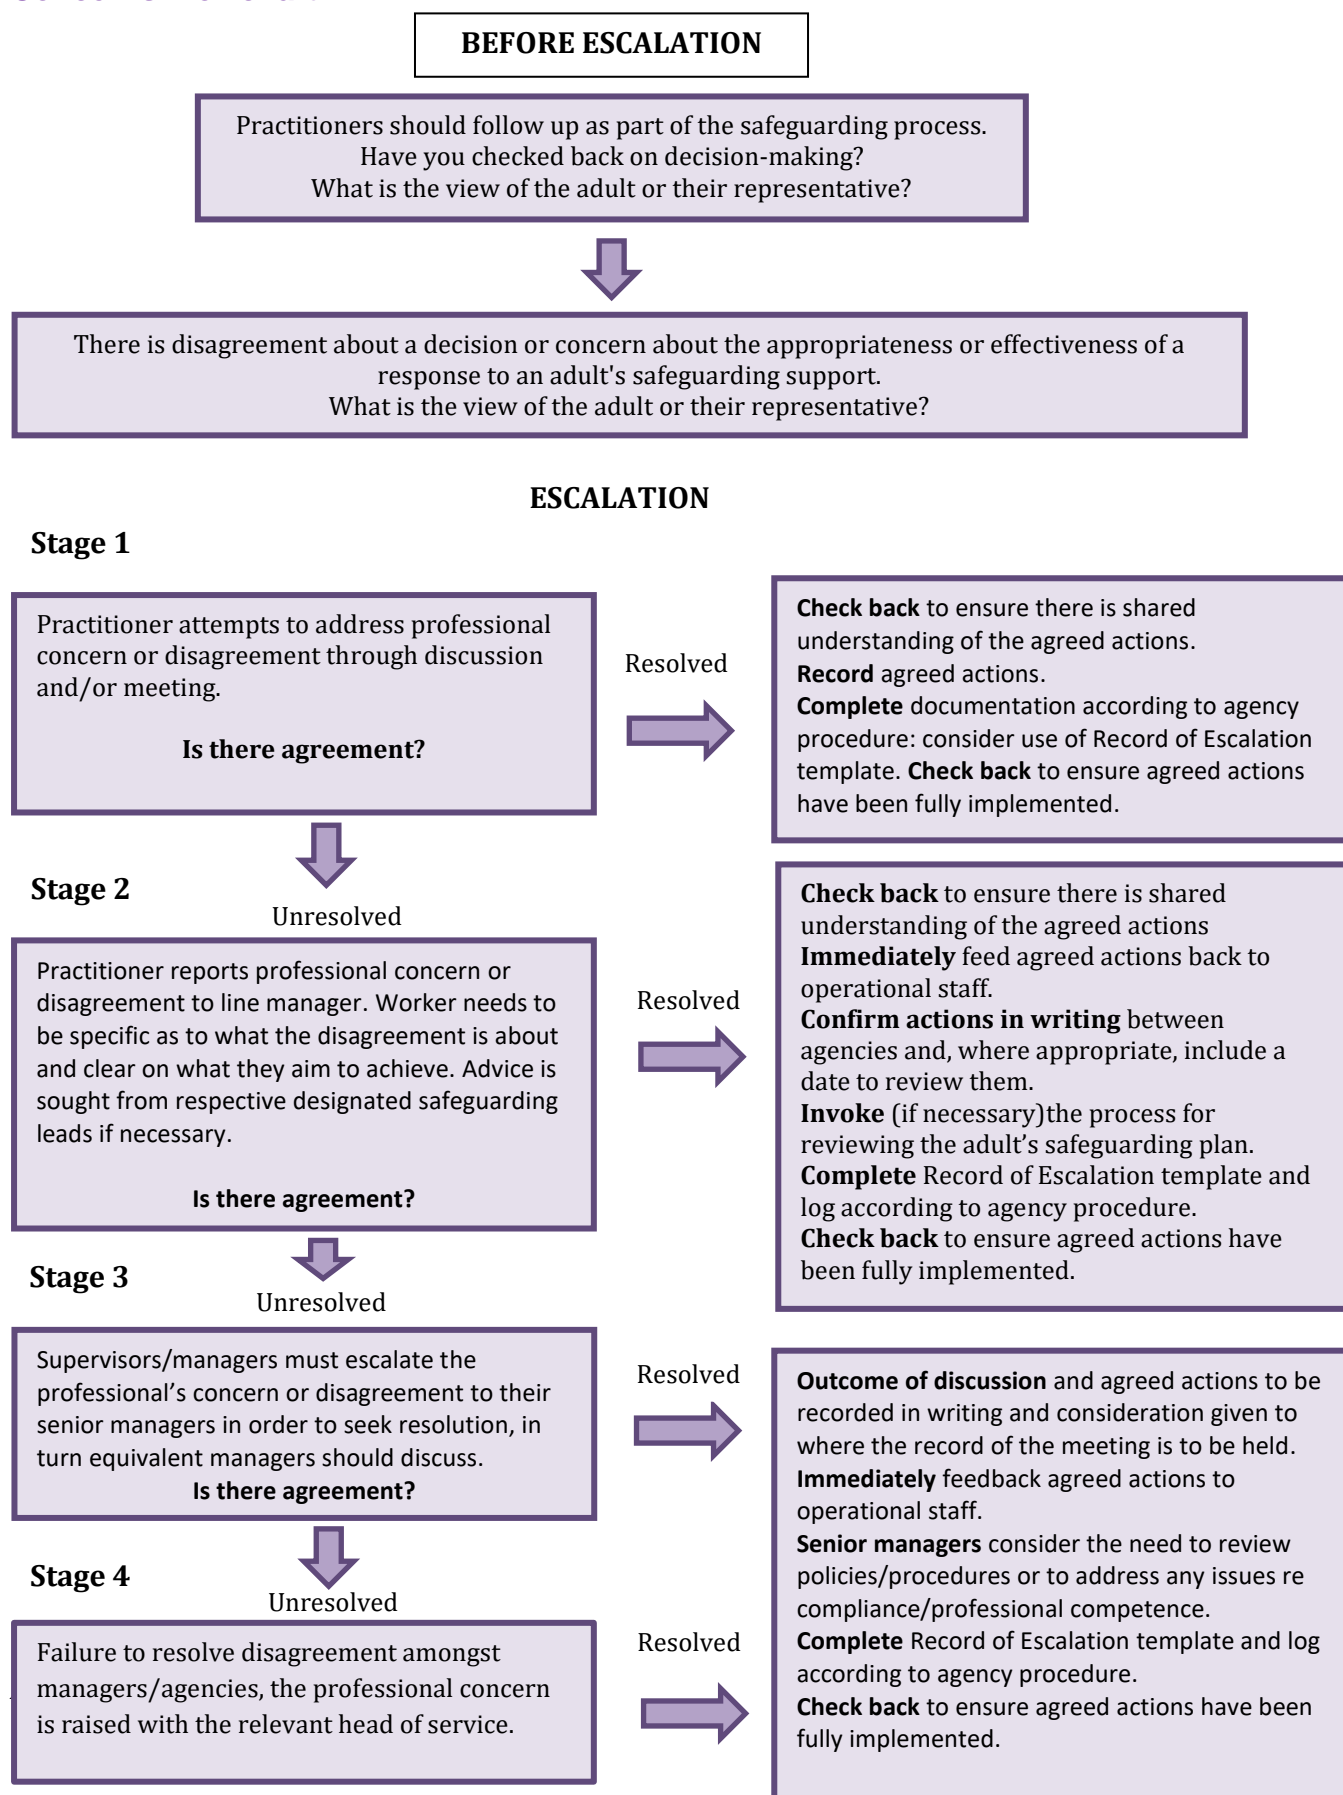 BEFORE ESCALATION
Practitioners should follow up as part of the safeguarding process.
Have you checked back on decision-making?
What is the view of the adult or their representative?
There is disagreement about a decision or concern about the appropriateness or effectiveness of a
response to an adult's safeguarding support.
What is the view of the adult or their representative?
ESCALATION
Stage 1
Practitioner attempts to address professional
concern or disagreement through discussion
and/or meeting.
Is there agreement?
Resolved
Check back to ensure there is shared
understanding of the agreed actions.
Record agreed actions.
Complete documentation according to agency
procedure: consider use of Record of Escalation
template. Check back to ensure agreed actions
have been fully implemented.
Stage 2
Unresolved
Practitioner reports professional concern or
disagreement to line manager. Worker needs to
be specific as to what the disagreement is about
and clear on what they aim to achieve. Advice is
sought from respective designated safeguarding
leads if necessary.
Is there agreement?
Resolved
Check back to ensure there is shared
understanding of the agreed actions
Immediately feed agreed actions back to
operational staff.
Confirm actions in writing between
agencies and, where appropriate, include a
date to review them.
Invoke (if necessary)the process for
reviewing the adult’s safeguarding plan.
Complete Record of Escalation template and
log according to agency procedure.
Check back to ensure agreed actions have
been fully implemented.
Stage 3
Unresolved
Supervisors/managers must escalate the
professional’s concern or disagreement to their
senior managers in order to seek resolution, in
turn equivalent managers should discuss.
Is there agreement?
Resolved
Outcome of discussion and agreed actions to be
recorded in writing and consideration given to
where the record of the meeting is to be held.
Immediately feedback agreed actions to
operational staff.
Senior managers consider the need to review
policies/procedures or to address any issues re
compliance/professional competence.
Complete Record of Escalation template and log
according to agency procedure.
Check back to ensure agreed actions have been
fully implemented.
Stage 4
Unresolved
Failure to resolve disagreement amongst
managers/agencies, the professional concern
is raised with the relevant head of service.
Resolved